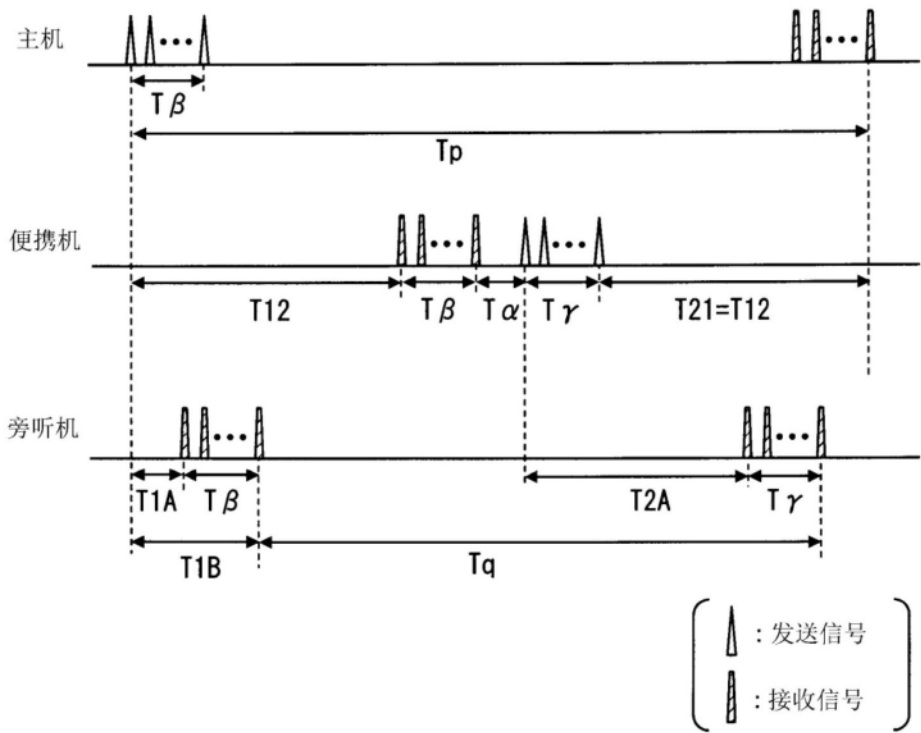 主机
•••
•••
Tβ
Tp
便携机
•••
•••
T12
Tβ
Tα
Tγ
T21=T12
旁听机
•••
•••
T1A
Tβ
T2A
Tγ
T1B
Tq
：发送信号
：接收信号